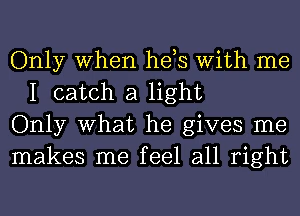 Only when he's with me
I catch a light
Only what he gives me
makes me feel all right